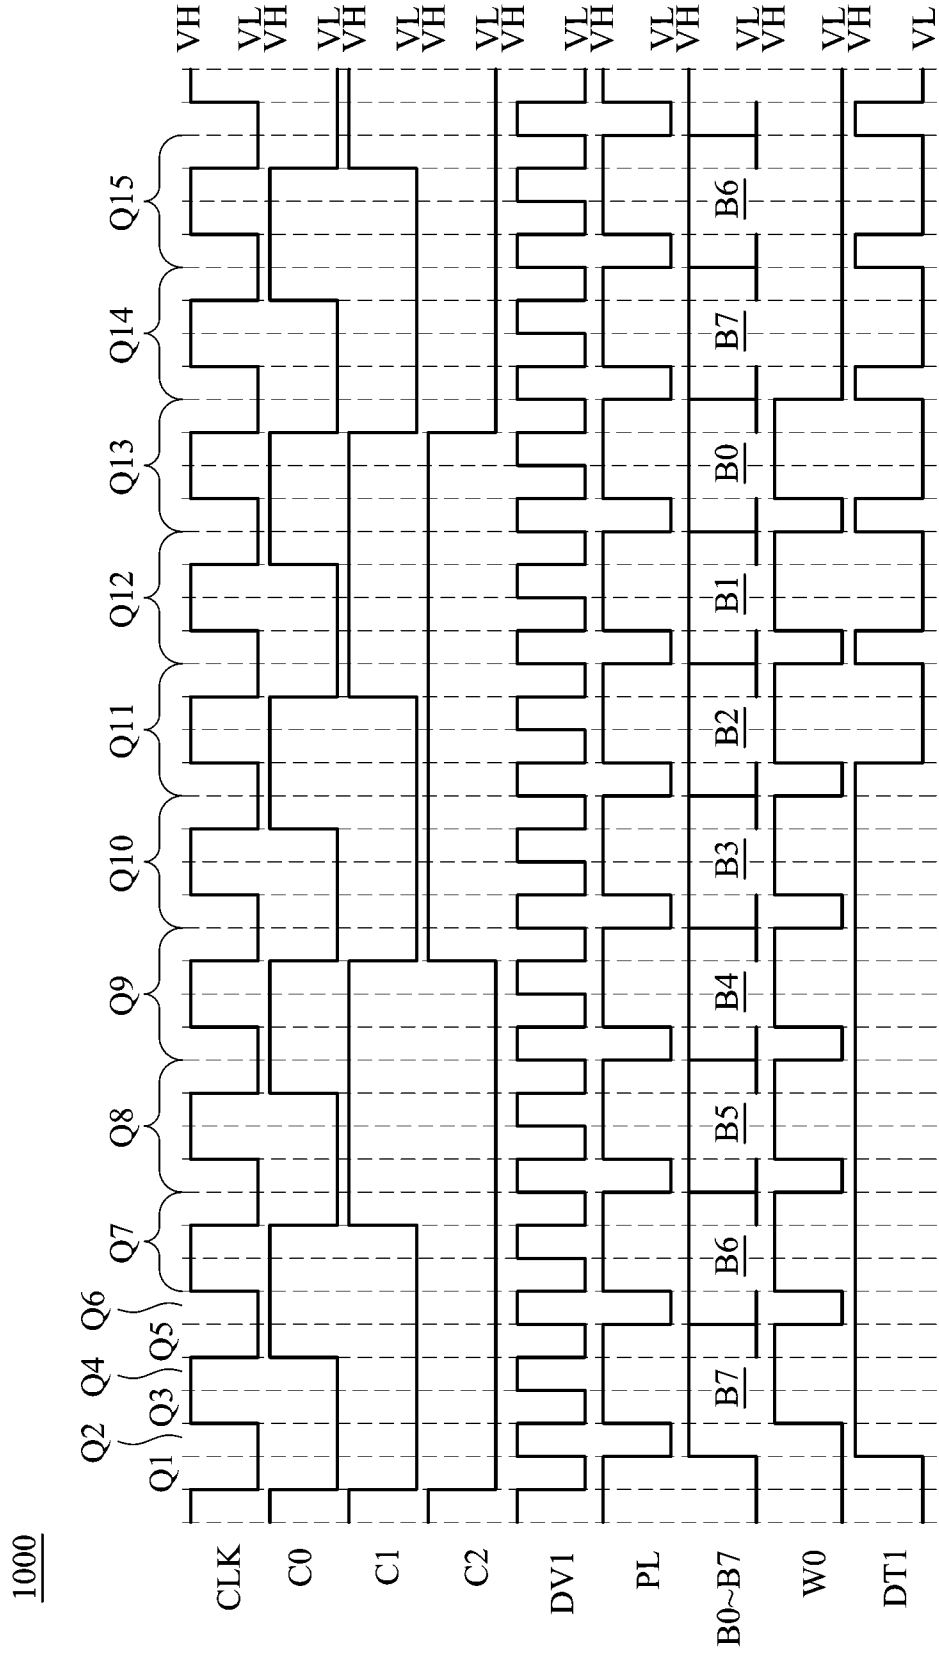 1000
Q1
Q2
Q3
Q4
Q5
Q6
Q7
Q8
Q9
Q10
Q11
Q12
Q13
Q14
Q15
CLK
VH
VL
C0
VH
VL
C1
VH
VL
C2
VH
VL
DV1
VH
VL
PL
VH
VL
B0~B7
B7
B6
B5
B4
B3
B2
B1
B0
B7
B6
VH
VL
W0
VH
VL
DT1
VH
VL